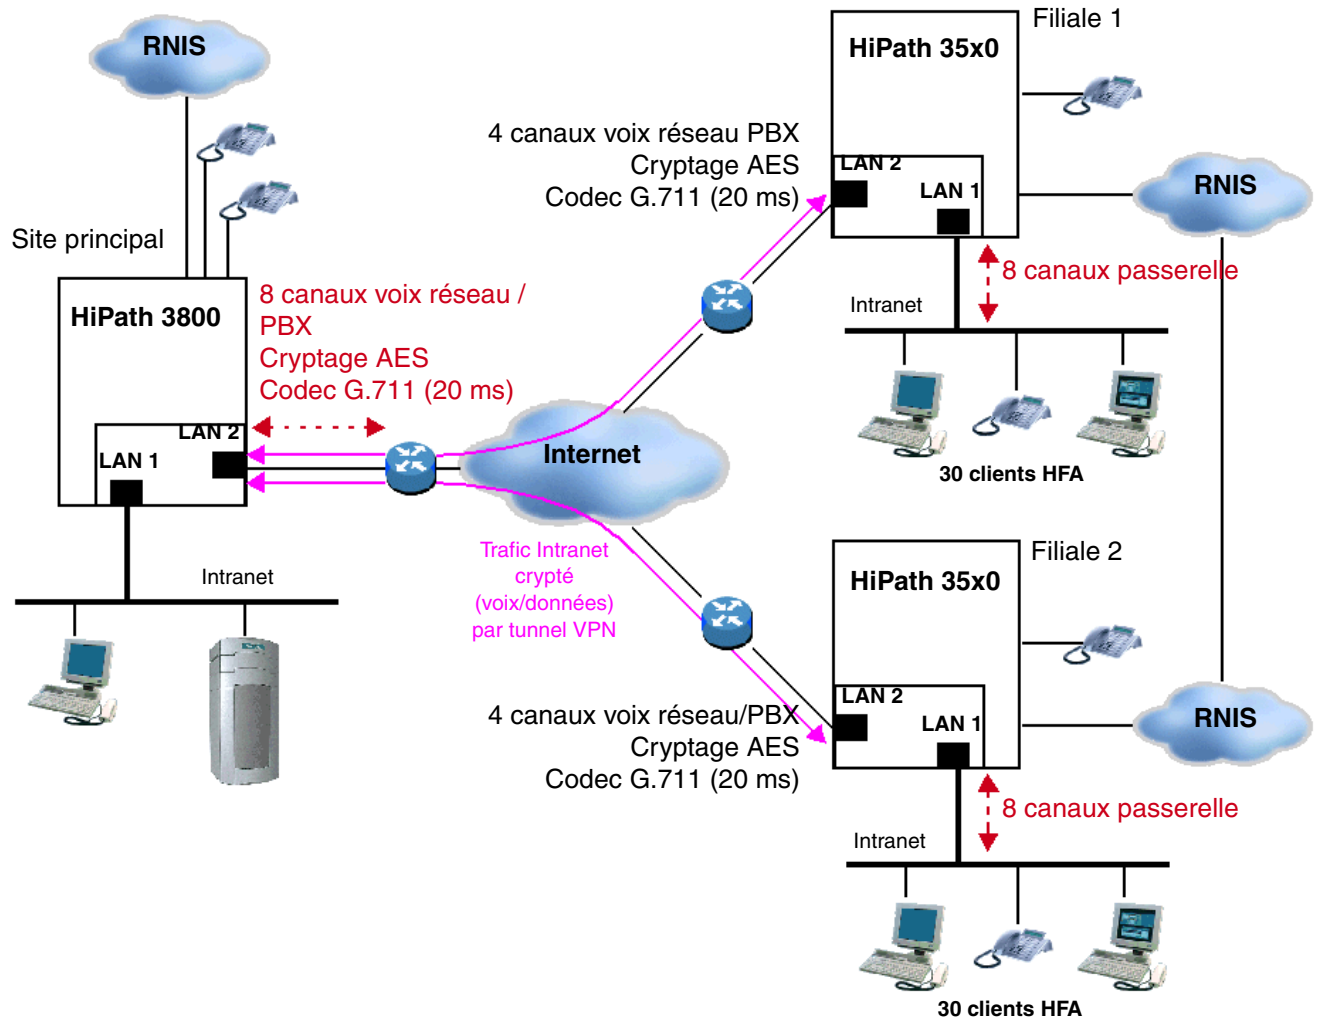 RNIS
Site principal
HiPath 3800
LAN 2
LAN 1
8 canaux voix réseau /
PBX
Cryptage AES
Codec G.711 (20 ms)
Intranet
Internet
Trafic Intranet
crypté
(voix/données)
par tunnel VPN
4 canaux voix réseau PBX
Cryptage AES
Codec G.711 (20 ms)
Filiale 1
HiPath 35x0
LAN 2
LAN 1
RNIS
8 canaux passerelle
Intranet
30 clients HFA
4 canaux voix réseau/PBX
Cryptage AES
Codec G.711 (20 ms)
Filiale 2
HiPath 35x0
LAN 2
LAN 1
RNIS
8 canaux passerelle
Intranet
30 clients HFA